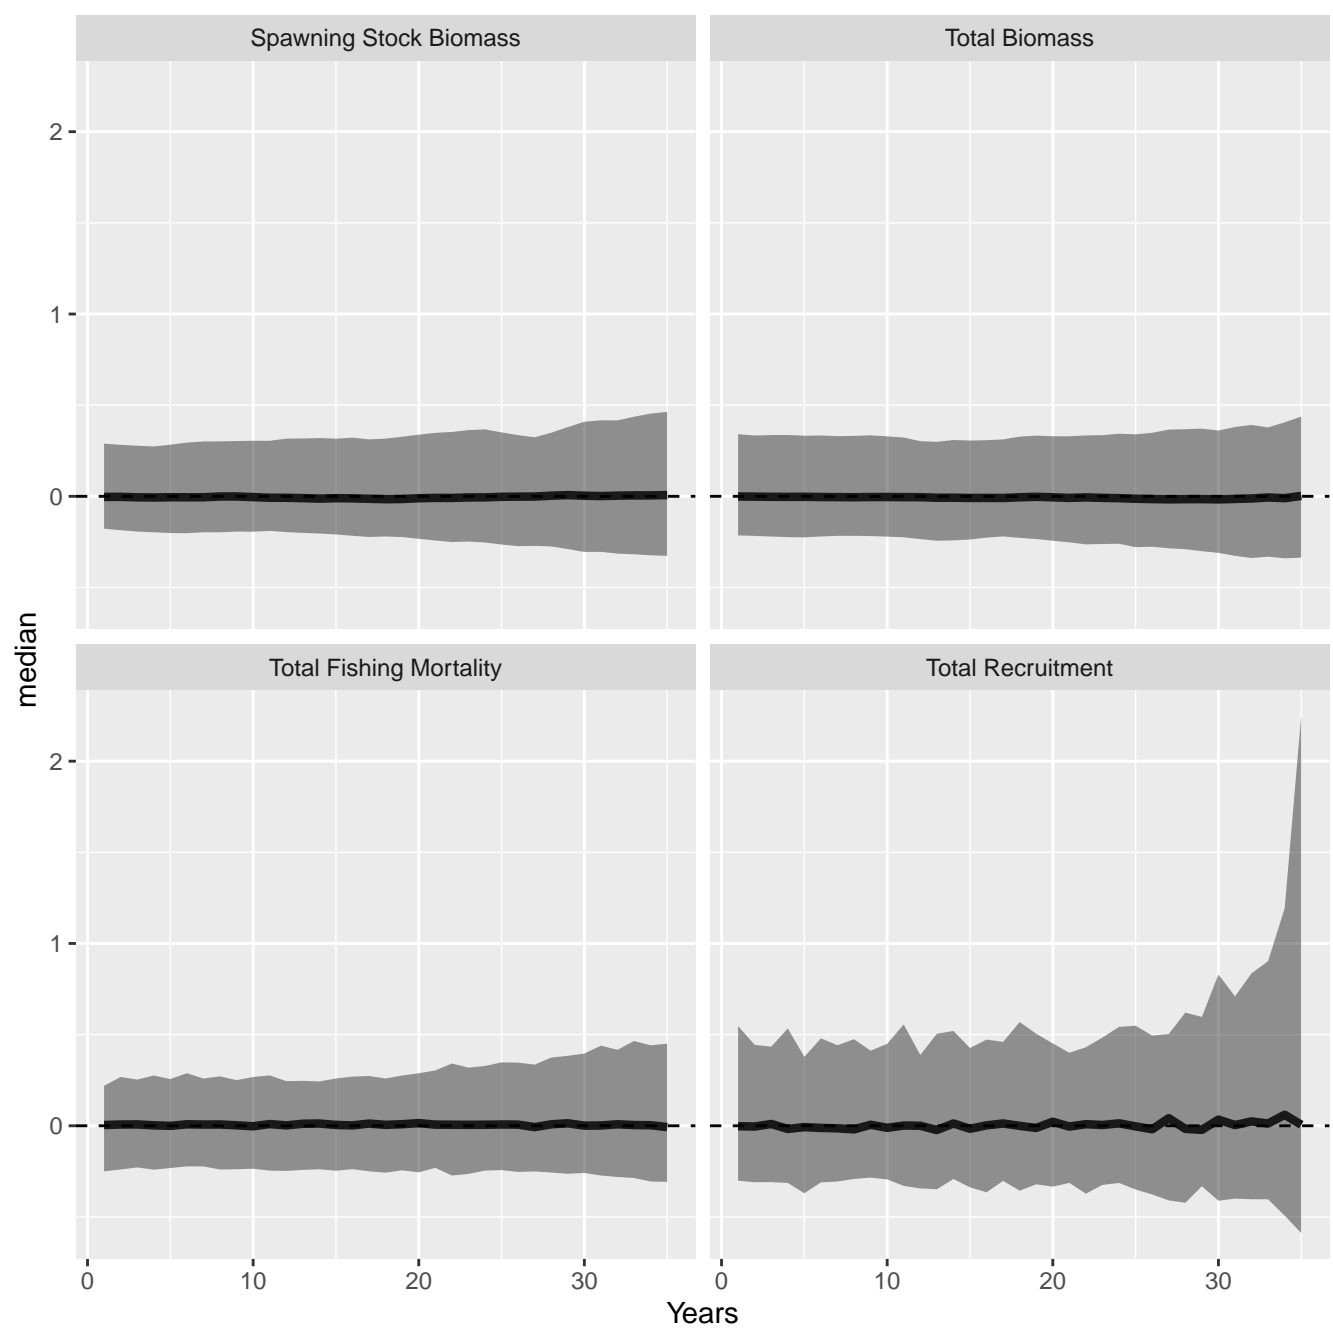 Spawning Stock Biomass
Total Biomass
2
1
0
median
Total Fishing Mortality
Total Recruitment
2
1
0
0 10 20 30
0 10 20 30
Years